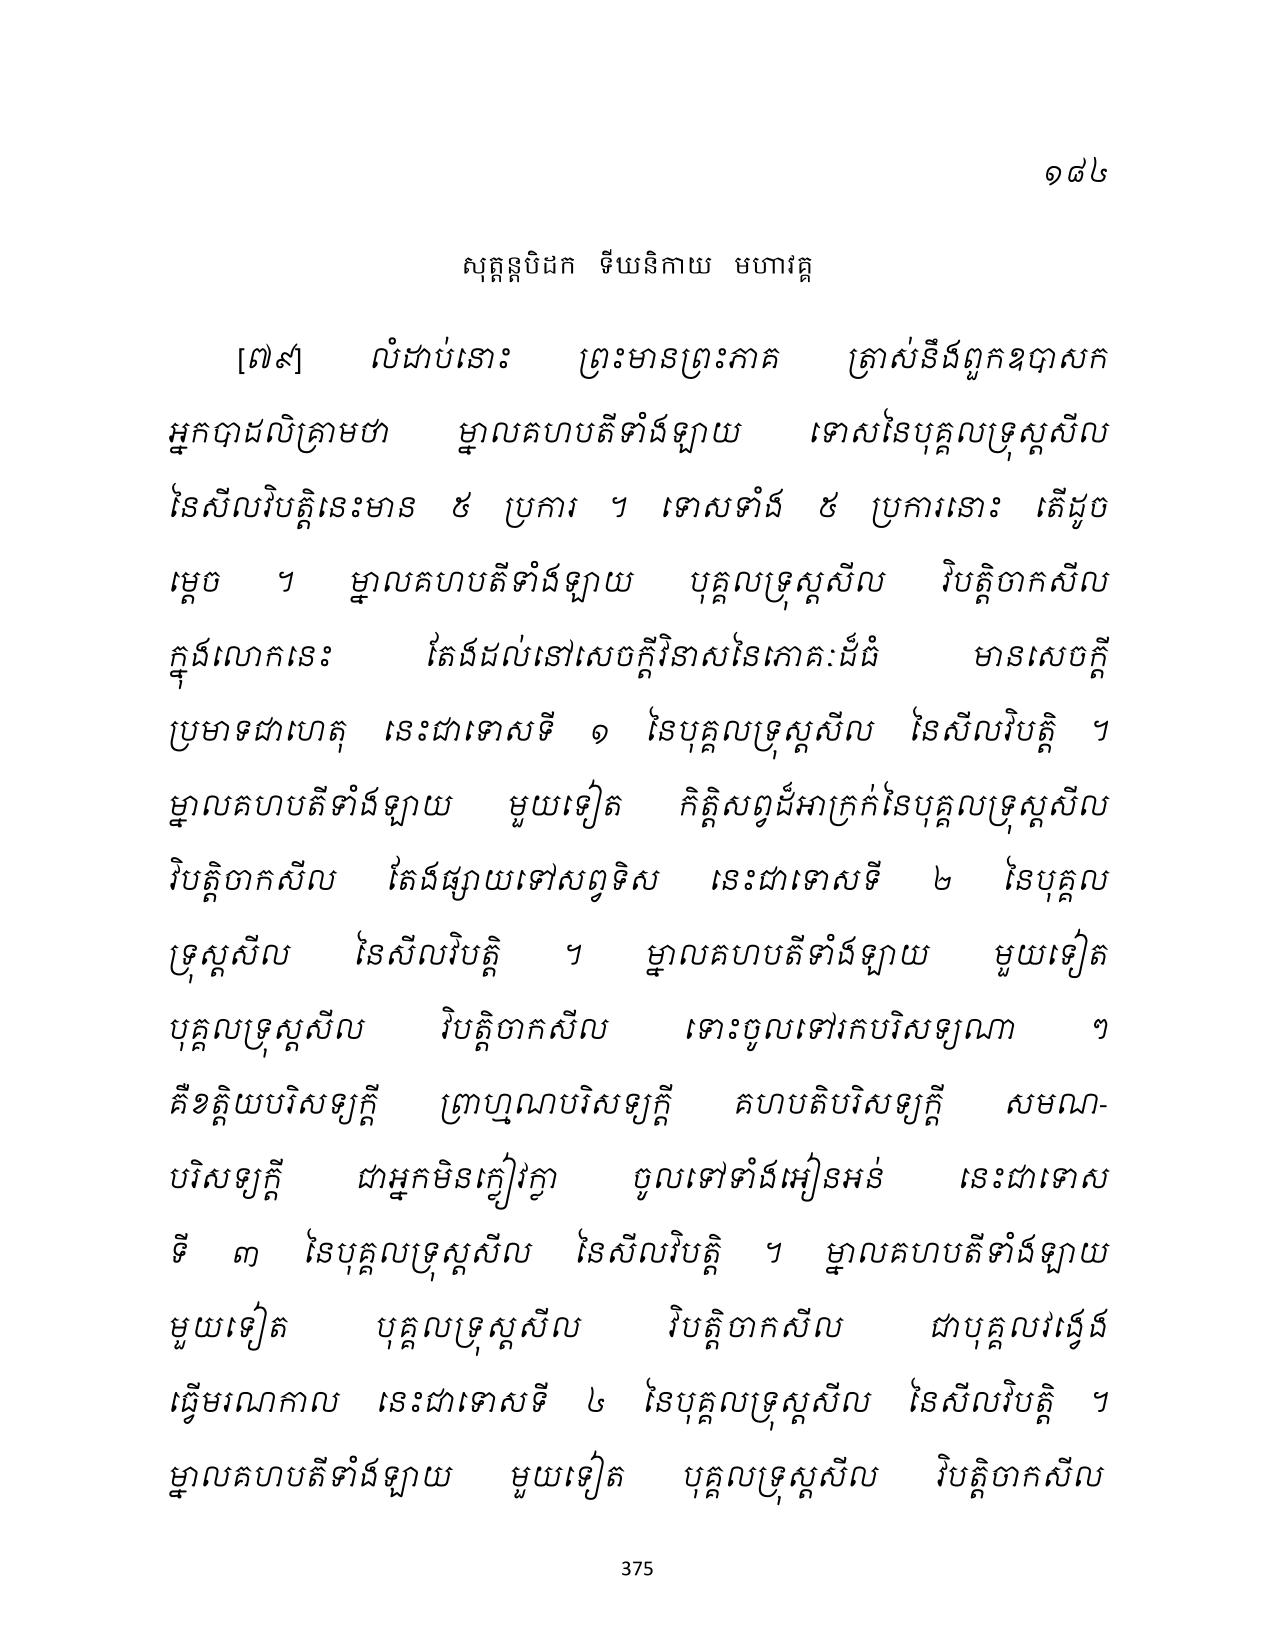 ១៨៤
សុត្តន្តបិដក ទីឃនិកាយ មហាវគ្គ
[៧៩] លំដាប់នោះ ព្រះមានព្រះភាគ ត្រាស់នឹងពួកឧបាសក
អ្នកបាដលិគ្រាមថា ម្នាលគហបតីទាំងឡាយ ទោសនៃបុគ្គលទ្រុស្តសីល
នៃសីលវិបត្តិនេះមាន ៥ ប្រការ ។ ទោសទាំង ៥ ប្រការនោះ តើដូច
ម្តេច ។ ម្នាលគហបតីទាំងឡាយ បុគ្គលទ្រុស្តសីល វិបត្តិចាកសីល
ក្នុងលោកនេះ តែងដល់នៅសេចក្តីវិនាសនៃភោគៈដ៏ធំ មានសេចក្តី
ប្រមាទជាហេតុ នេះជាទោសទី ១ នៃបុគ្គលទ្រុស្តសីល នៃសីលវិបត្តិ ។
ម្នាលគហបតីទាំងឡាយ មួយទៀត កិត្តិសព្ទដ៏អាក្រក់នៃបុគ្គលទ្រុស្តសីល
វិបត្តិចាកសីល តែងផ្សាយទៅសព្វទិស នេះជាទោសទី ២ នៃបុគ្គល
ទ្រុស្តសីល នៃសីលវិបត្តិ ។ ម្នាលគហបតីទាំងឡាយ មួយទៀត
បុគ្គលទ្រុស្តសីល វិបត្តិចាកសីល ទោះចូលទៅរកបរិសទ្យណា ៗ
គឺខត្តិយបរិសទ្យក្តី ព្រាហ្មណបរិសទ្យក្តី គហបតិបរិសទ្យក្តី សមណ-
បរិសទ្យក្តី ជាអ្នកមិនក្លៀវក្លា ចូលទៅទាំងអៀនអន់ នេះជាទោស
ទី ៣ នៃបុគ្គលទ្រុស្តសីល នៃសីលវិបត្តិ ។ ម្នាលគហបតីទាំងឡាយ
មួយទៀត បុគ្គលទ្រុស្តសីល វិបត្តិចាកសីល ជាបុគ្គលវង្វេង
ធ្វើមរណកាល នេះជាទោសទី ៤ នៃបុគ្គលទ្រុស្តសីល នៃសីលវិបត្តិ ។
ម្នាលគហបតីទាំងឡាយ មួយទៀត បុគ្គលទ្រុស្តសីល វិបត្តិចាកសីល
375